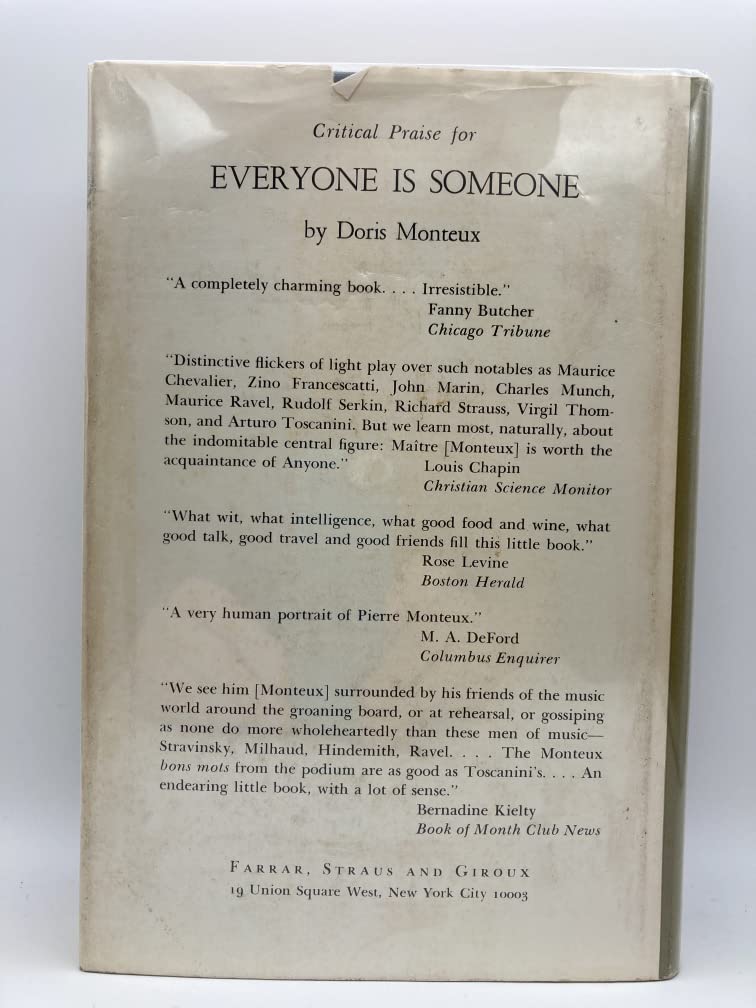 Critical Praise for
EVERYONE IS SOMEONE
by Doris Monteux
“A completely charming book. . . . Irresistible.”
Fanny Butcher
Chicago Tribune
“Distinctive flickers of light play over such notables as Maurice
Chevalier, Zino Francescatti, John Marin, Charles Munch,
Maurice Ravel, Rudolf Serkin, Richard Strauss, Virgil Thom-
son, and Arturo Toscanini. But we learn most, naturally, about
the indomitable central figure: Maître [Monteux] is worth the
acquaintance of Anyone.” Louis Chapin
Christian Science Monitor
“What wit, what intelligence, what good food and wine, what
good talk, good travel and good friends fill this little book.”
Rose Levine
Boston Herald
“A very human portrait of Pierre Monteux.”
M. A. DeFord
Columbus Enquirer
“We see him [Monteux] surrounded by his friends of the music
world around the groaning board, or at rehearsal, or gossiping
as none do more wholeheartedly than these men of music—
Stravinsky, Milhaud, Hindemith, Ravel. . . . The Monteux
bons mots from the podium are as good as Toscanini's. . . . An
endearing little book, with a lot of sense.”
Bernadine Kielty
Book of Month Club News
FARRAR, STRAUS AND GIROUX
19 Union Square West, New York City 10003